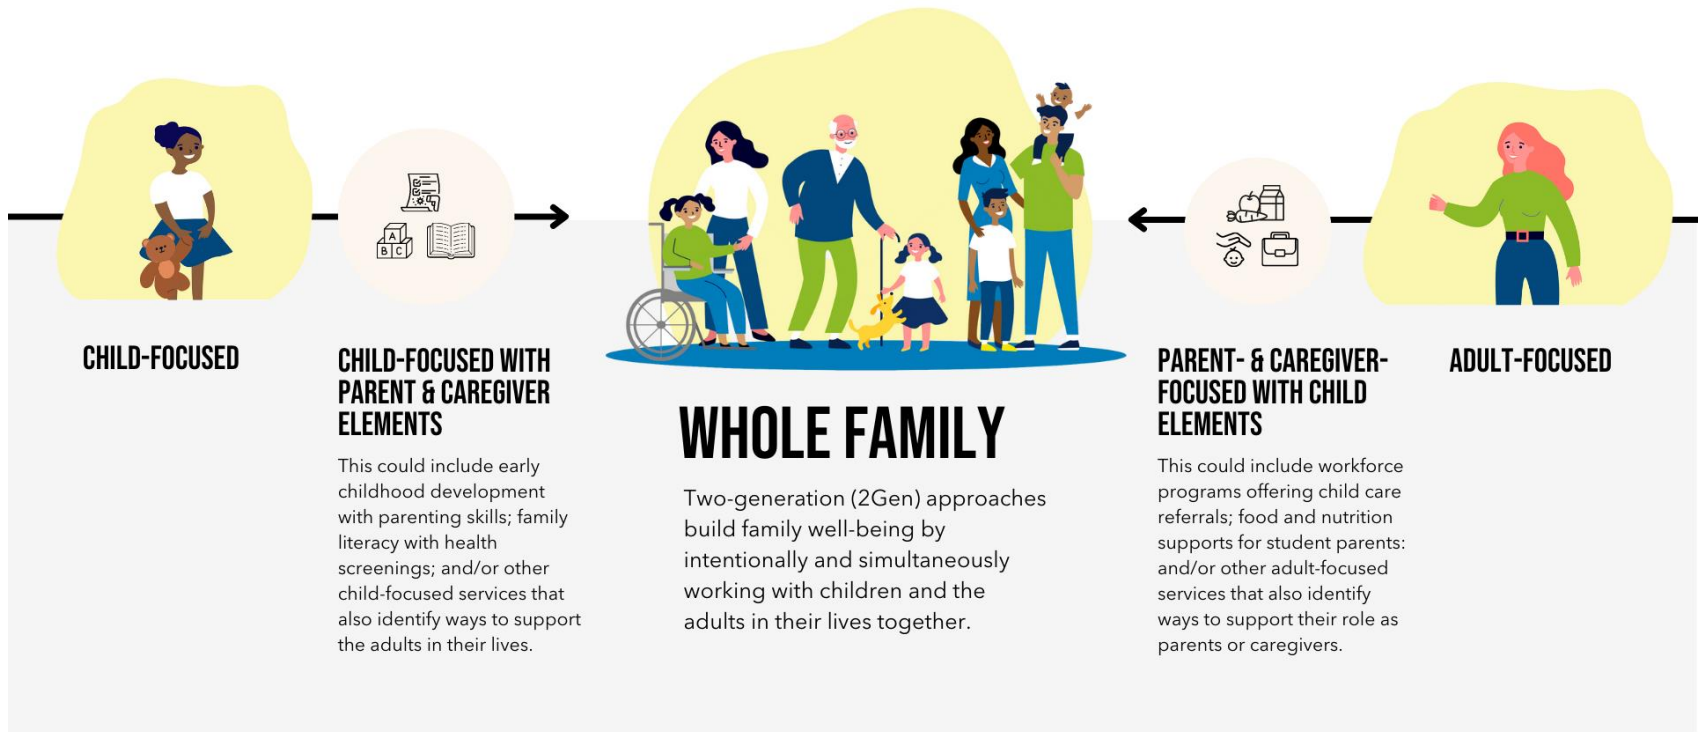 A
B C
CHILD-FOCUSED
CHILD-FOCUSED WITH
PARENT & CAREGIVER
ELEMENTS
This could include early
childhood development
with parenting skills; family
literacy with health
screenings; and/or other
child-focused services that
also identify ways to support
the adults in their lives.
WHOLE FAMILY
Two-generation (2Gen) approaches
build family well-being by
intentionally and simultaneously
working with children and the
adults in their lives together.
PARENT- & CAREGIVER-
FOCUSED WITH CHILD
ELEMENTS
This could include workforce
programs offering child care
referrals; food and nutrition
supports for student parents:
and/or other adult-focused
services that also identify
ways to support their role as
parents or caregivers.
ADULT-FOCUSED